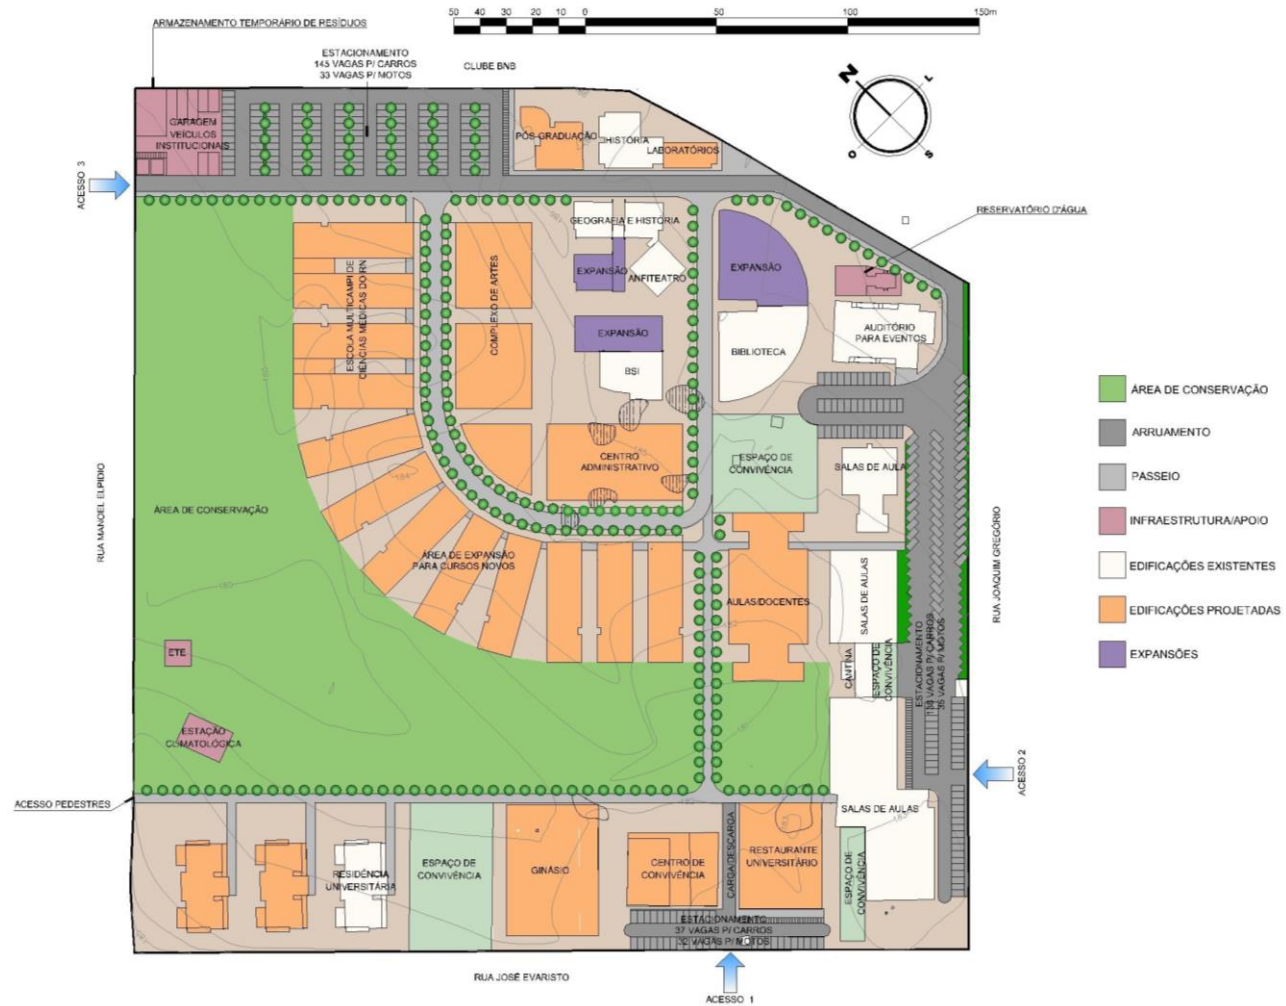 50 40 30 20 10 0 50 100 150m
ARMAZENAMENTO TEMPORÁRIO DE RESÍDUOS
ESTACIONAMENTO
145 VAGAS P/ CARROS
33 VAGAS P/ MOTOS
CLUBE BNB
N
L
O
S
GARAGEM
VEÍCULOS
INSTITUCIONAIS
PÓS-GRADUAÇÃO
HISTÓRIA
LABORATÓRIOS
ACESSO 3
RESERVATÓRIO D'ÁGUA
GEOGRAFIA E HISTÓRIA
EXPANSÃO
ANFITEATRO
EXPANSÃO
ESCOLA MULTICAMPI DE
CIÊNCIAS MÉDICAS DO RN
COMPLEXO DE ARTES
EXPANSÃO
BSI
BIBLIOTECA
AUDITÓRIO
PARA EVENTOS
CENTRO
ADMINISTRATIVO
ESPAÇO DE
CONVIVÊNCIA
SALAS DE AULA
ÁREA DE CONSERVAÇÃO
RUA MANOEL ELPIDIO
RUA JOAQUIM GREGÓRIO
ÁREA DE EXPANSÃO
PARA CURSOS NOVOS
AULAS/DOCENTES
SALAS DE AULAS
CANTINA
ESPAÇO DE
CONVIVÊNCIA
ESTACIONAMENTO
35 VAGAS P/ MOTOS
ETE
ESTAÇÃO
CLIMATOLÓGICA
ACESSO 2
ACESSO PEDESTRES
SALAS DE AULAS
RESIDÊNCIA
UNIVERSITÁRIA
ESPAÇO DE
CONVIVÊNCIA
GINÁSIO
CENTRO DE
CONVIVÊNCIA
CARGA/DESCARGA
RESTAURANTE
UNIVERSITÁRIO
ESPAÇO DE
CONVIVÊNCIA
ESTACIONAMENTO
37 VAGAS P/ CARROS
32 VAGAS P/ MOTOS
RUA JOSÉ EVARISTO
ACESSO 1
ÁREA DE CONSERVAÇÃO
ARRUAMENTO
PASSEIO
INFRAESTRUTURA/APOIO
EDIFICAÇÕES EXISTENTES
EDIFICAÇÕES PROJETADAS
EXPANSÕES